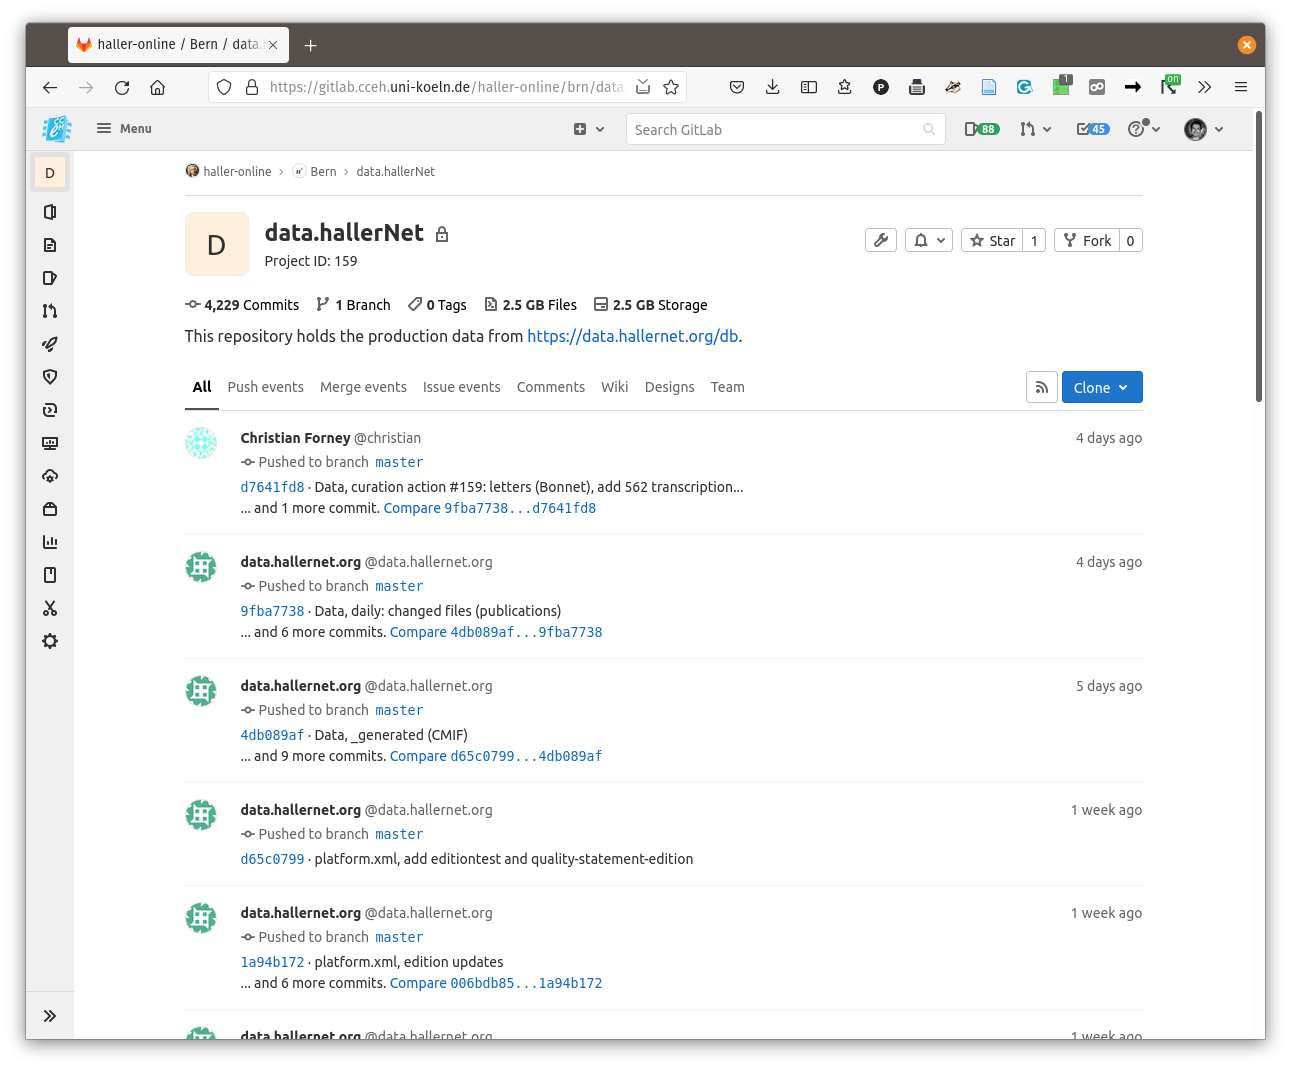 haller-online / Bern / data.
https://gitlab.cceh.uni-koeln.de/haller-online/brn/data.
1
on
Menu
Search GitLab
88
45
D
haller-online › Bern › data.hallerNet
D
data.hallerNet
Project ID: 159
Star 1
Fork 0
4,229 Commits 1 Branch 0 Tags 2.5 GB Files 2.5 GB Storage
This repository holds the production data from https://data.hallernet.org/db.
All Push events Merge events Issue events Comments Wiki Designs Team
Clone
Christian Forney @christian 4 days ago
Pushed to branch master
d7641fd8 · Data, curation action #159: letters (Bonnet), add 562 transcription...
... and 1 more commit. Compare 9fba7738...d7641fd8
data.hallernet.org @data.hallernet.org 4 days ago
Pushed to branch master
9fba7738 · Data, daily: changed files (publications)
... and 6 more commits. Compare 4db089af...9fba7738
data.hallernet.org @data.hallernet.org 5 days ago
Pushed to branch master
4db089af · Data, _generated (CMIF)
... and 9 more commits. Compare d65c0799...4db089af
data.hallernet.org @data.hallernet.org 1 week ago
Pushed to branch master
d65c0799 · platform.xml, add editiontest and quality-statement-edition
data.hallernet.org @data.hallernet.org 1 week ago
Pushed to branch master
1a94b172 · platform.xml, edition updates
... and 6 more commits. Compare 006bdb85...1a94b172
data.hallernet.org @data.hallernet.org 1 week ago